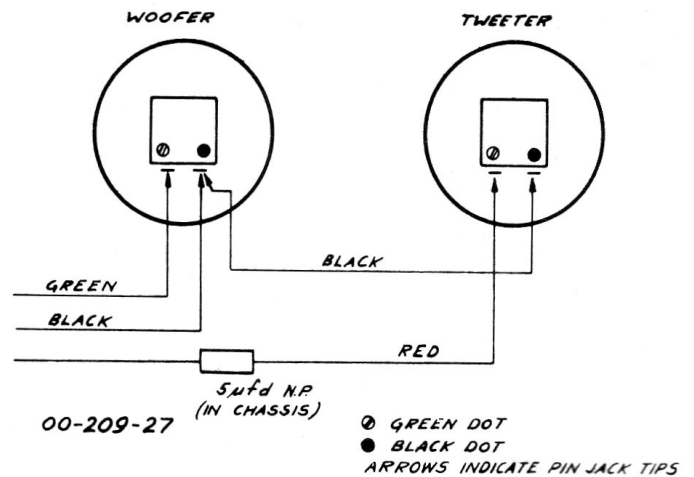 WOOFER
TWEETER
BLACK
GREEN
BLACK
RED
5µfd N.P.
(IN CHASSIS)
00-209-27
GREEN DOT
BLACK DOT
ARROWS INDICATE PIN JACK TIPS